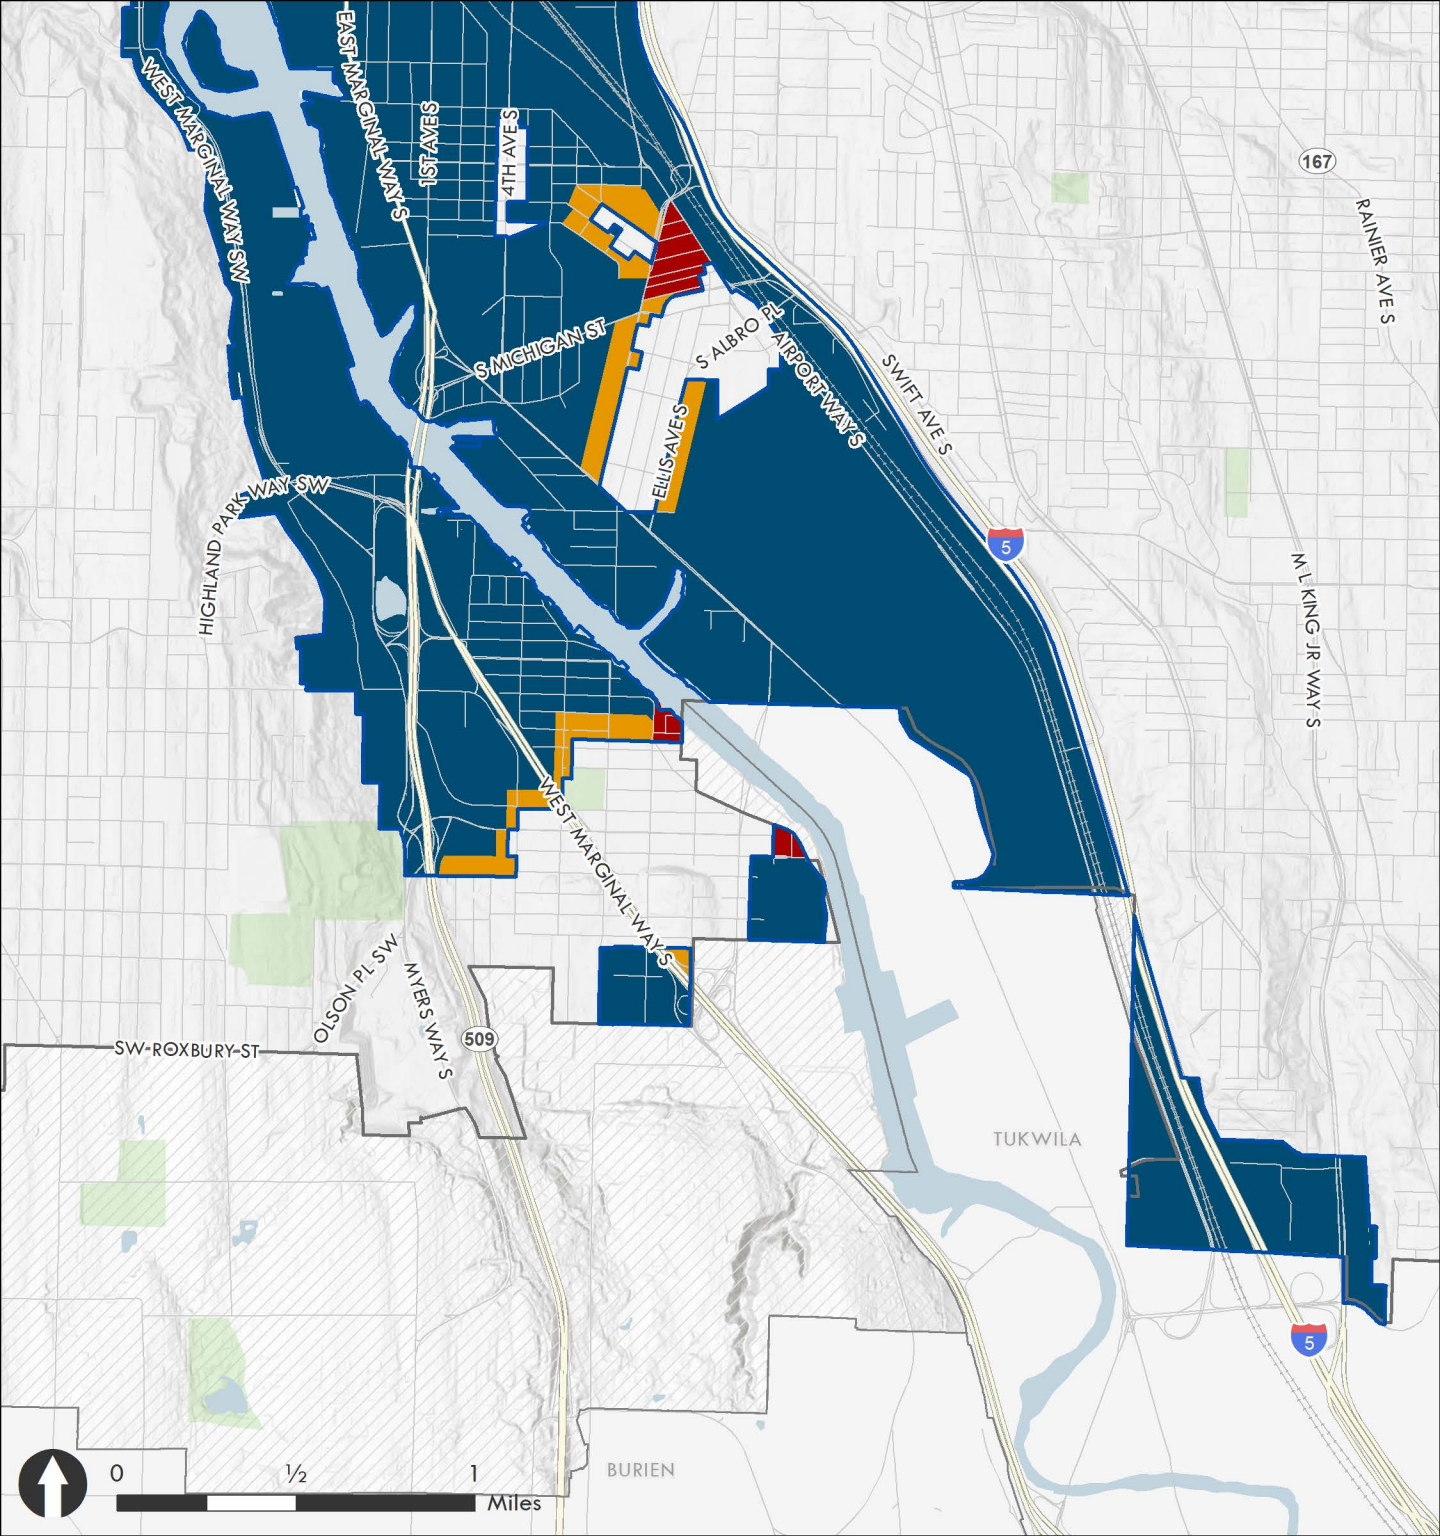 EAST MARGINAL WAY S
WEST MARGINAL WAY SW
1ST AVE S
4TH AVE S
167
RAINIER AVE S
S MICHIGAN ST
S ALBRO PL
AIRPORT WAY S
SWIFT AVE S
ELLIS AVE S
HIGHLAND PARK WAY SW
5
M L KING JR WAY S
WEST MARGINAL WAY S
OLSON PL SW
MYERS WAY S
509
SW ROXBURY ST
TUKWILA
5
BURIEN
0 ½ 1
Miles